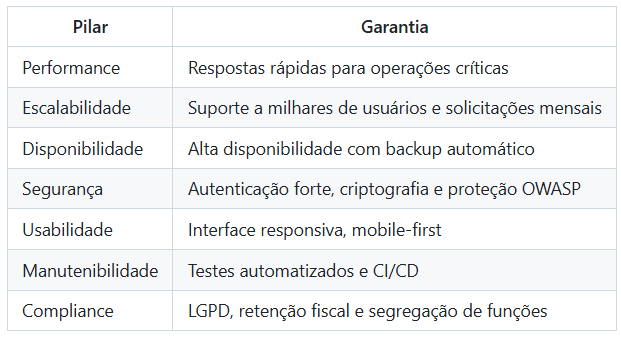 Pilar Garantia
Performance Respostas rápidas para operações críticas
Escalabilidade Suporte a milhares de usuários e solicitações mensais
Disponibilidade Alta disponibilidade com backup automático
Segurança Autenticação forte, criptografia e proteção OWASP
Usabilidade Interface responsiva, mobile-first
Manutenibilidade Testes automatizados e CI/CD
Compliance LGPD, retenção fiscal e segregação de funções